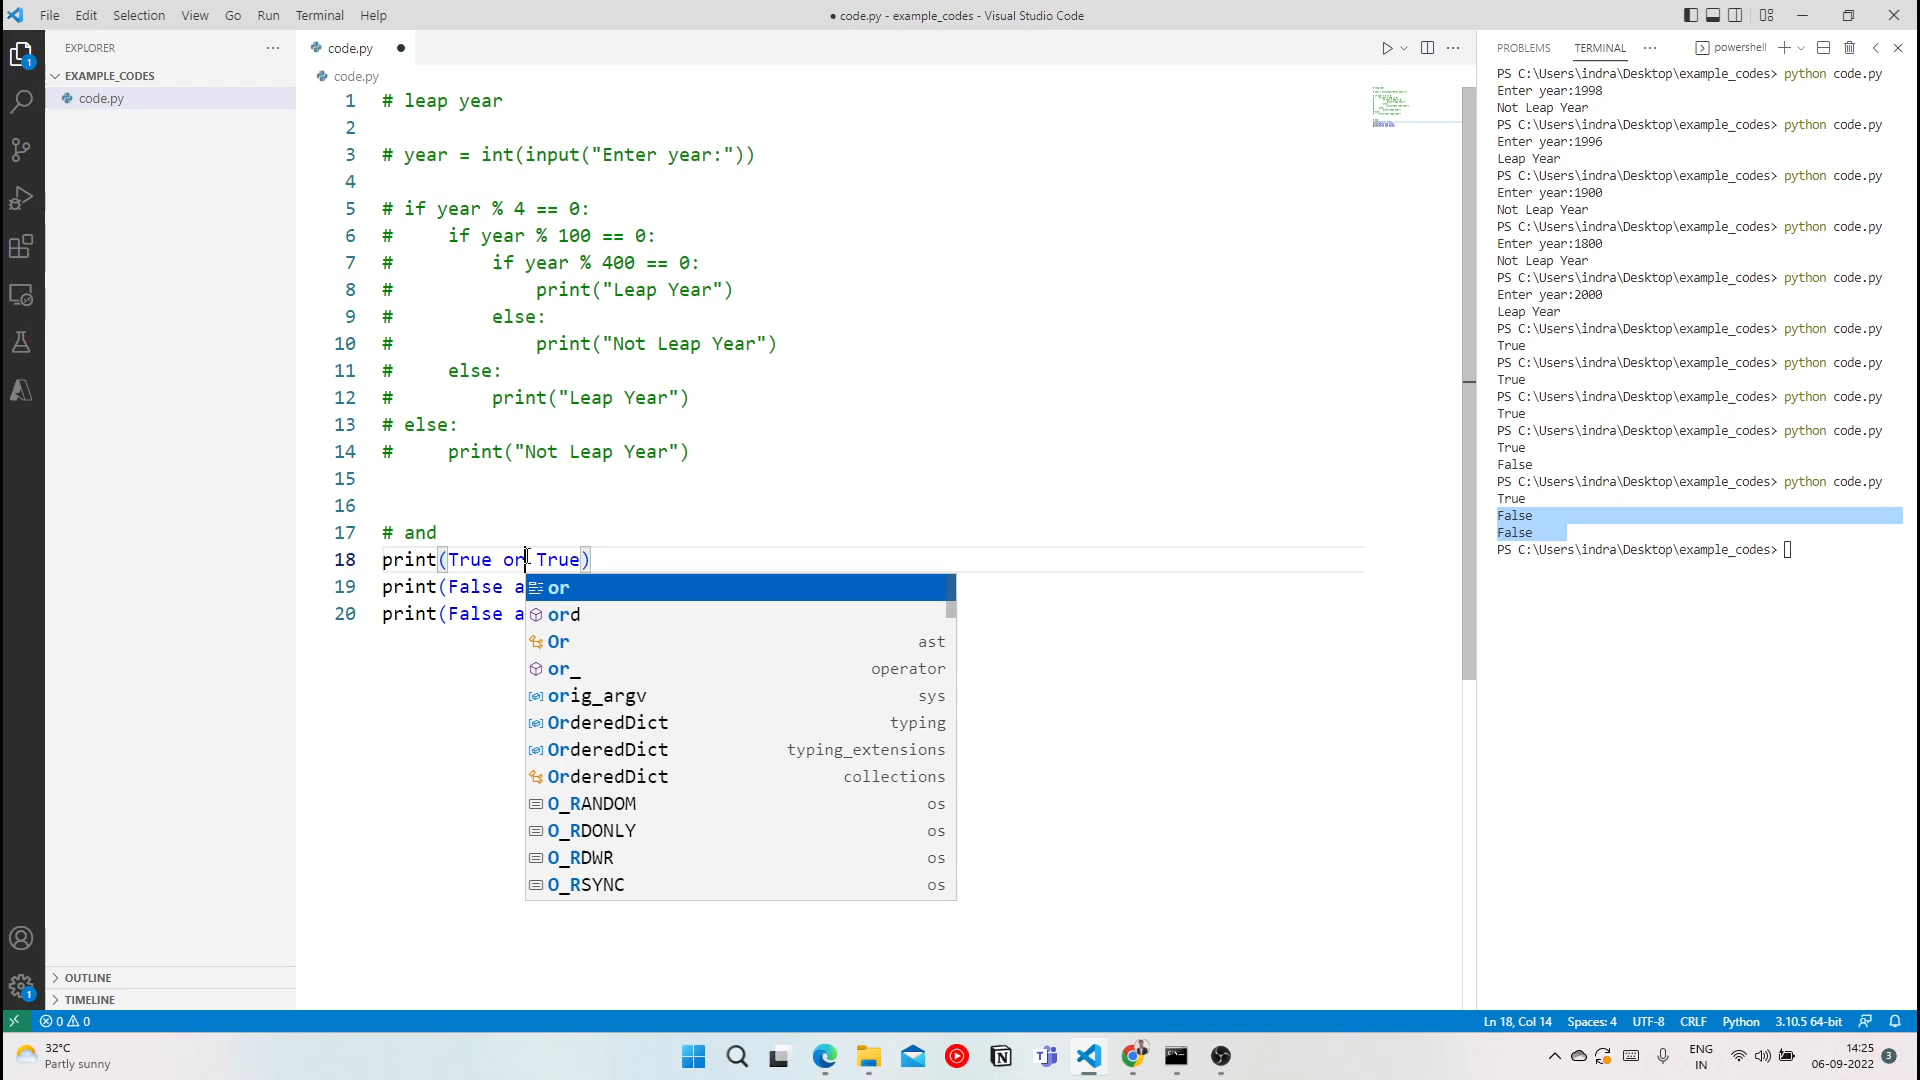 File Edit Selection View Go Run Terminal Help
● code.py - example_codes - Visual Studio Code
EXPLORER
EXAMPLE_CODES
code.py
1
OUTLINE
TIMELINE
1
code.py
code.py
1 # leap year
2
3 # year = int(input("Enter year:"))
4
5 # if year % 4 == 0:
6 #     if year % 100 == 0:
7 #         if year % 400 == 0:
8 #             print("Leap Year")
9 #         else:
10 #             print("Not Leap Year")
11 #     else:
12 #         print("Leap Year")
13 # else:
14 #     print("Not Leap Year")
15
16
17 # and
18 print(True or True)
19 print(False a
20 print(False a
or
ord
Or ast
or_ operator
orig_argv sys
OrderedDict typing
OrderedDict typing_extensions
OrderedDict collections
O_RANDOM os
O_RDONLY os
O_RDWR os
O_RSYNC os
PROBLEMS TERMINAL powershell
PS C:\Users\indra\Desktop\example_codes> python code.py
Enter year:1998
Not Leap Year
PS C:\Users\indra\Desktop\example_codes> python code.py
Enter year:1996
Leap Year
PS C:\Users\indra\Desktop\example_codes> python code.py
Enter year:1900
Not Leap Year
PS C:\Users\indra\Desktop\example_codes> python code.py
Enter year:1800
Not Leap Year
PS C:\Users\indra\Desktop\example_codes> python code.py
Enter year:2000
Leap Year
PS C:\Users\indra\Desktop\example_codes> python code.py
True
PS C:\Users\indra\Desktop\example_codes> python code.py
True
PS C:\Users\indra\Desktop\example_codes> python code.py
True
PS C:\Users\indra\Desktop\example_codes> python code.py
True
False
PS C:\Users\indra\Desktop\example_codes> python code.py
True
False
False
PS C:\Users\indra\Desktop\example_codes>
0 0 Ln 18, Col 14 Spaces: 4 UTF-8 CRLF Python 3.10.5 64-bit
32°C
Partly sunny
ENG
IN
14:25
06-09-2022
3